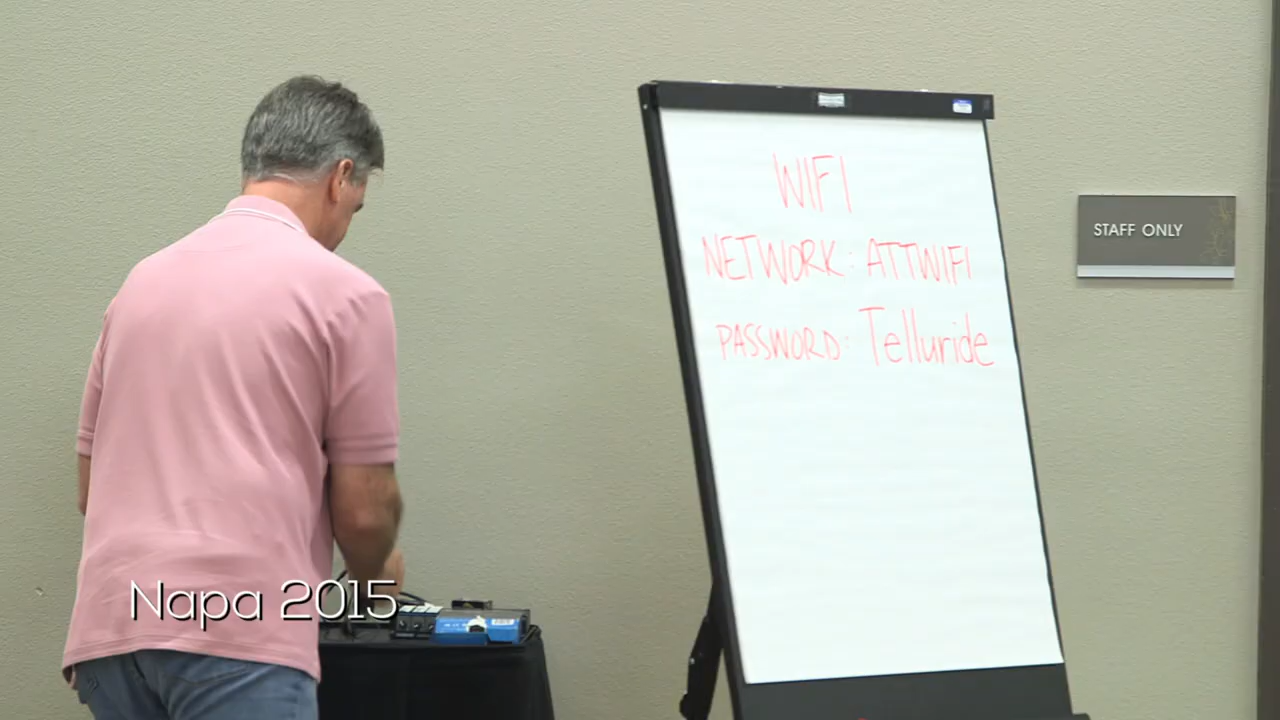 WIFI
NETWORK: ATTWIFI
PASSWORD: Telluride
STAFF ONLY
Napa 2015